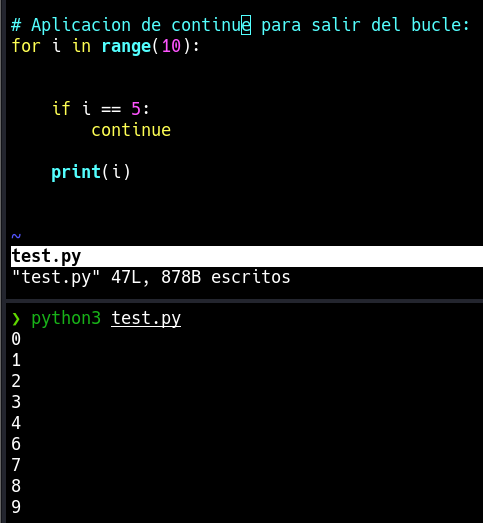 # Aplicacion de continue para salir del bucle:
for i in range(10):
    if i == 5:
        continue
    print(i)
~
test.py
"test.py" 47L, 878B escritos
❯ python3 test.py
0
1
2
3
4
6
7
8
9